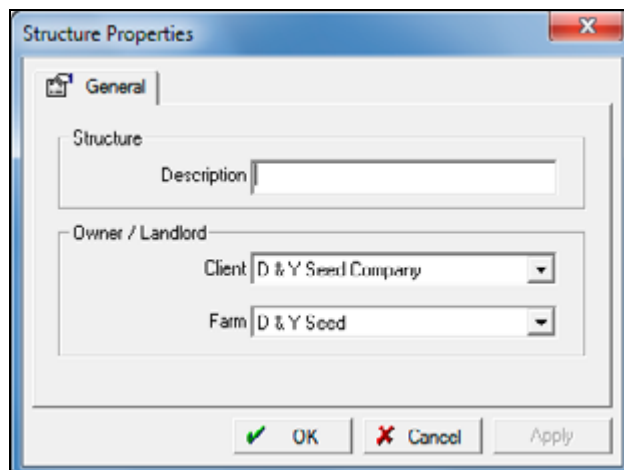 Structure Properties
General
Structure
Description
Owner / Landlord
Client D & Y Seed Company
Farm D & Y Seed
OK Cancel Apply